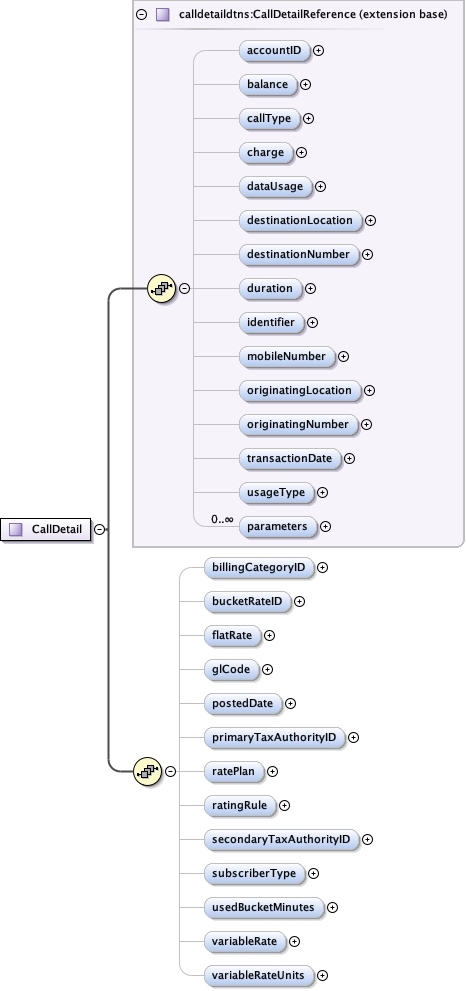 calldetaildtns:CallDetailReference (extension base)
accountID
balance
callType
charge
dataUsage
destinationLocation
destinationNumber
duration
identifier
mobileNumber
originatingLocation
originatingNumber
transactionDate
usageType
0..∞ parameters
CallDetail
billingCategoryID
bucketRateID
flatRate
glCode
postedDate
primaryTaxAuthorityID
ratePlan
ratingRule
secondaryTaxAuthorityID
subscriberType
usedBucketMinutes
variableRate
variableRateUnits